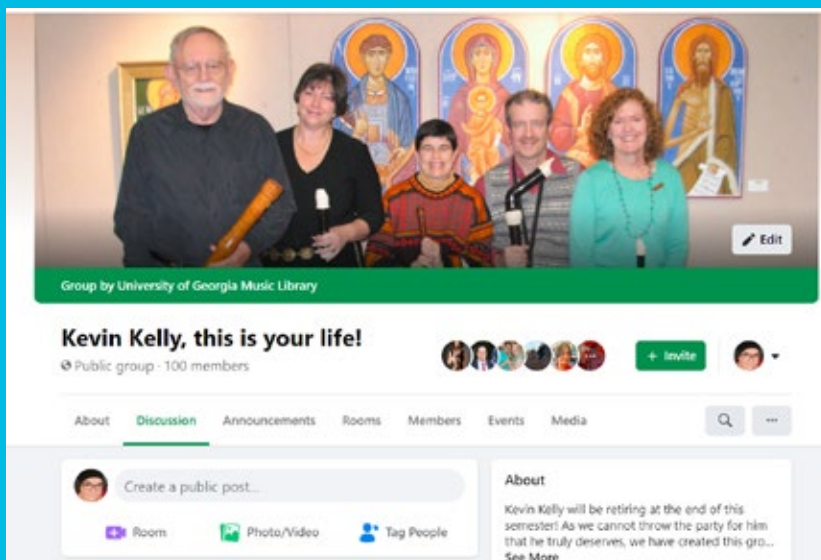 Edit
Group by University of Georgia Music Library
Kevin Kelly, this is your life!
Public group · 100 members
+ Invite
About Discussion Announcements Rooms Members Events Media
Create a public post...
Room Photo/Video Tag People
About
Kevin Kelly will be retiring at the end of this
semester! As we cannot throw the party for him
that he truly deserves, we have created this gro...
See More